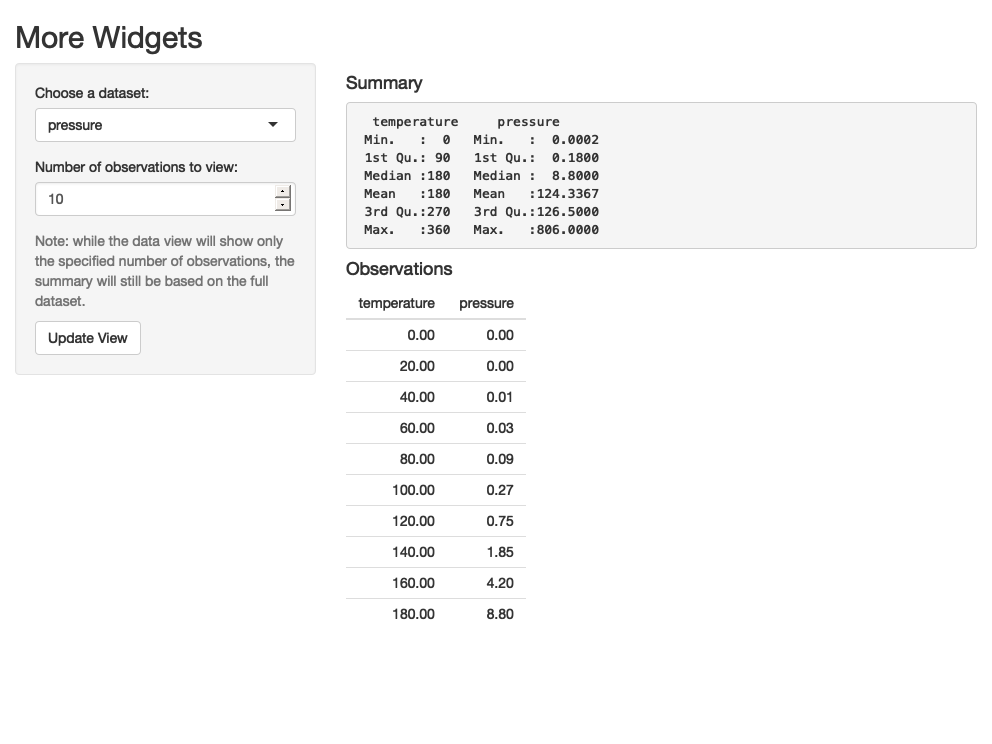 More Widgets
Choose a dataset:
pressure
Number of observations to view:
10
Note: while the data view will show only
the specified number of observations, the
summary will still be based on the full
dataset.
Update View
Summary
  temperature     pressure
 Min.   :  0   Min.   :  0.0002
 1st Qu.: 90   1st Qu.:  0.1800
 Median :180   Median :  8.8000
 Mean   :180   Mean   :124.3367
 3rd Qu.:270   3rd Qu.:126.5000
 Max.   :360   Max.   :806.0000
Observations
temperature pressure
0.00 0.00
20.00 0.00
40.00 0.01
60.00 0.03
80.00 0.09
100.00 0.27
120.00 0.75
140.00 1.85
160.00 4.20
180.00 8.80